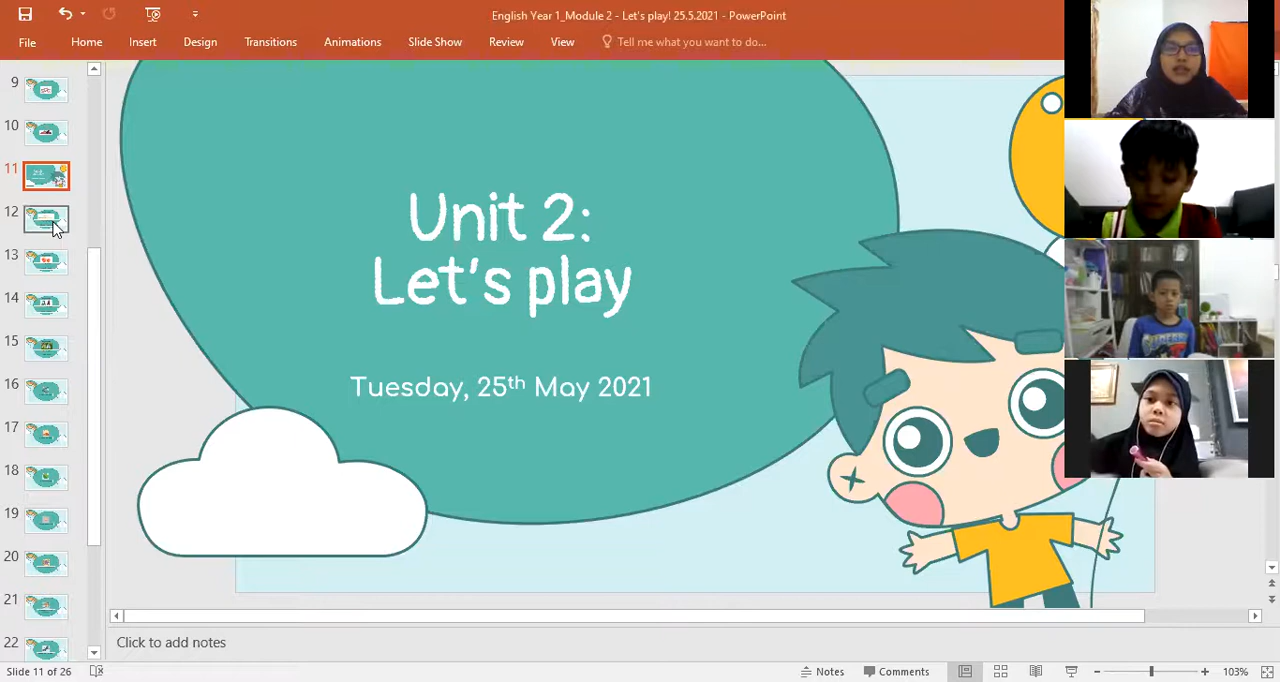 English Year 1_Module 2 - Let's play! 25.5.2021 - PowerPoint
File Home Insert Design Transitions Animations Slide Show Review View Tell me what you want to do...
9
10
11
12
13
14
15
16
17
18
19
20
21
22
Unit 2:
Let's play
Tuesday, 25th May 2021
Click to add notes
Slide 11 of 26 Notes Comments 103%